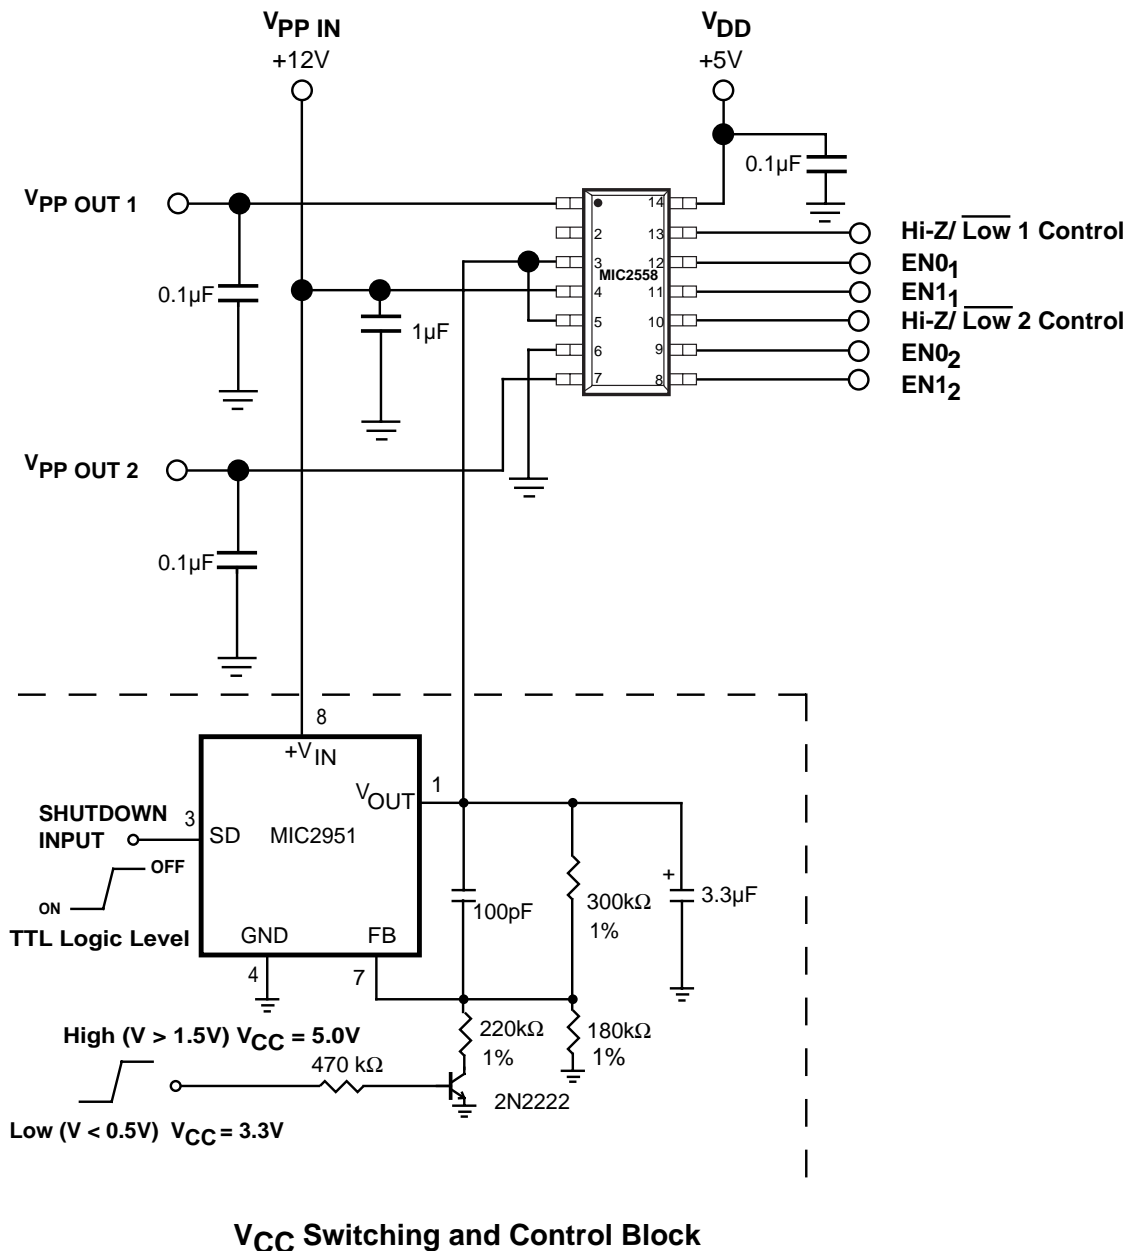 VPP IN
+12V
VDD
+5V
0.1µF
VPP OUT 1
14
2
13
3
12
MIC2558
4
11
5
10
6
9
7
8
Hi-Z/ Low 1 Control
EN01
EN11
Hi-Z/ Low 2 Control
EN02
EN12
0.1µF
1µF
VPP OUT 2
0.1µF
8
+VIN
1
VOUT
SHUTDOWN
INPUT
3
SD
MIC2951
OFF
ON
TTL Logic Level
GND
FB
4
7
100pF
300kΩ
1%
+
3.3µF
220kΩ
1%
180kΩ
1%
High (V > 1.5V) VCC = 5.0V
470 kΩ
2N2222
Low (V < 0.5V) VCC = 3.3V
VCC Switching and Control Block